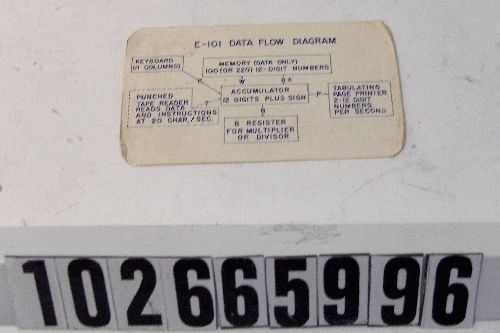 E-101 DATA FLOW DIAGRAM
KEYBOARD
(11 COLUMNS)
MEMORY (DATA ONLY)
100 (OR 220) 12-DIGIT NUMBERS
K
W
R*
ACCUMULATOR
12 DIGITS PLUS SIGN
P
TABULATING
PAGE PRINTER
2-12 DIGIT
NUMBERS
PER SECOND
PUNCHED
TAPE READER
READS DATA
AND INSTRUCTIONS
AT 20 CHAR./SEC.
T
B
B REGISTER
FOR MULTIPLIER
OR DIVISOR
102665996